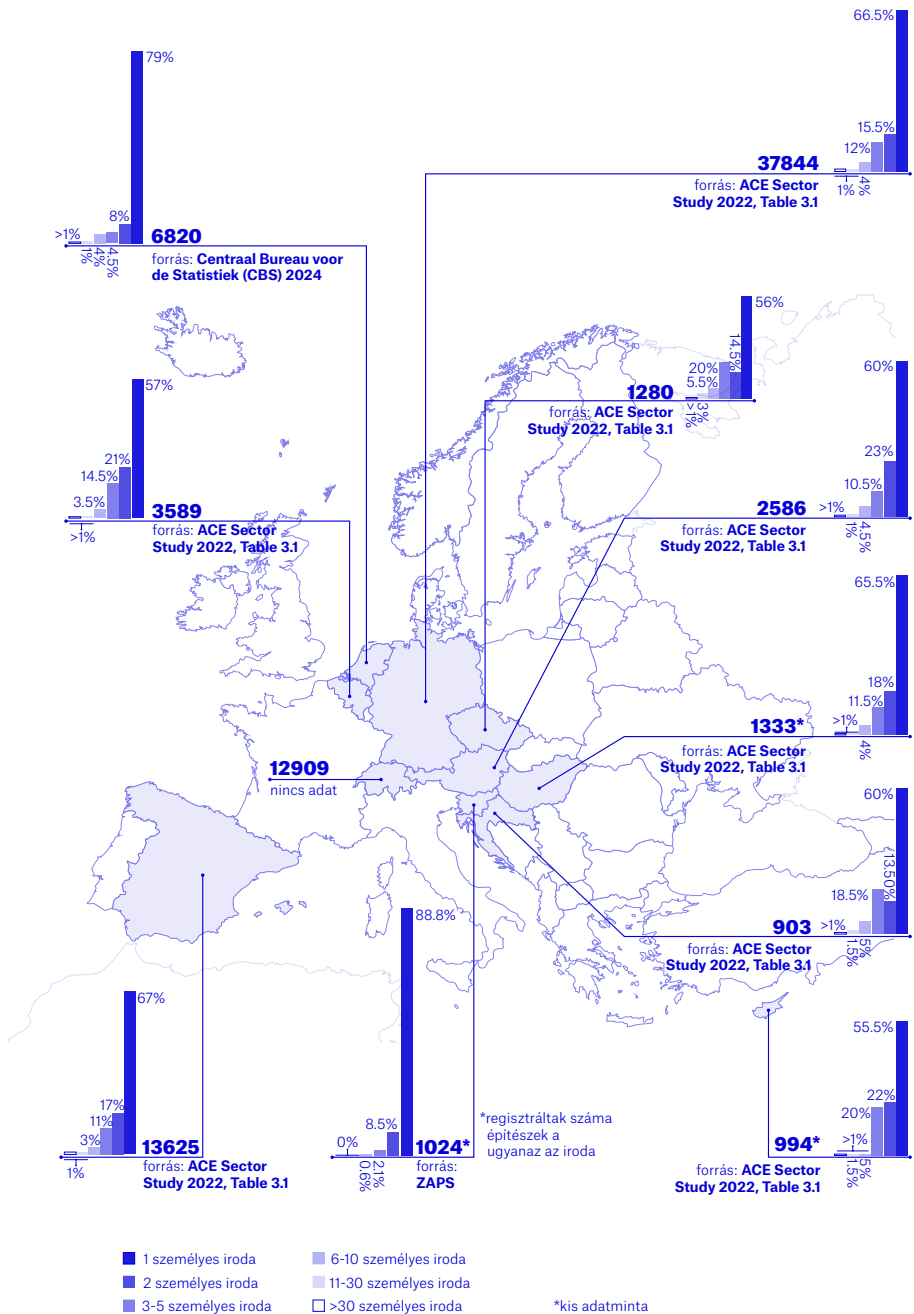 66.5%
15.5%
12%
4%
1%
37844
forrás: ACE Sector
Study 2022, Table 3.1
79%
8%
>1%
1%
4%
4.5%
6820
forrás: Centraal Bureau voor
de Statistiek (CBS) 2024
56%
14.5%
20%
5.5%
3%
>1%
1280
forrás: ACE Sector
Study 2022, Table 3.1
57%
21%
14.5%
3.5%
>1%
3589
forrás: ACE Sector
Study 2022, Table 3.1
60%
23%
10.5%
>1%
1%
4.5%
2586
forrás: ACE Sector
Study 2022, Table 3.1
65.5%
18%
11.5%
>1%
4%
1333*
forrás: ACE Sector
Study 2022, Table 3.1
12909
nincs adat
60%
13.50%
18.5%
>1%
1.5%
5%
903
forrás: ACE Sector
Study 2022, Table 3.1
67%
17%
11%
3%
1%
13625
forrás: ACE Sector
Study 2022, Table 3.1
88.8%
8.5%
0%
0.6%
2.1%
1024*
forrás:
ZAPS
*regisztráltak száma
építészek a
ugyanaz az iroda
55.5%
22%
20%
>1%
1.5%
5%
994*
forrás: ACE Sector
Study 2022, Table 3.1
1 személyes iroda
2 személyes iroda
3-5 személyes iroda
6-10 személyes iroda
11-30 személyes iroda
>30 személyes iroda
*kis adatminta